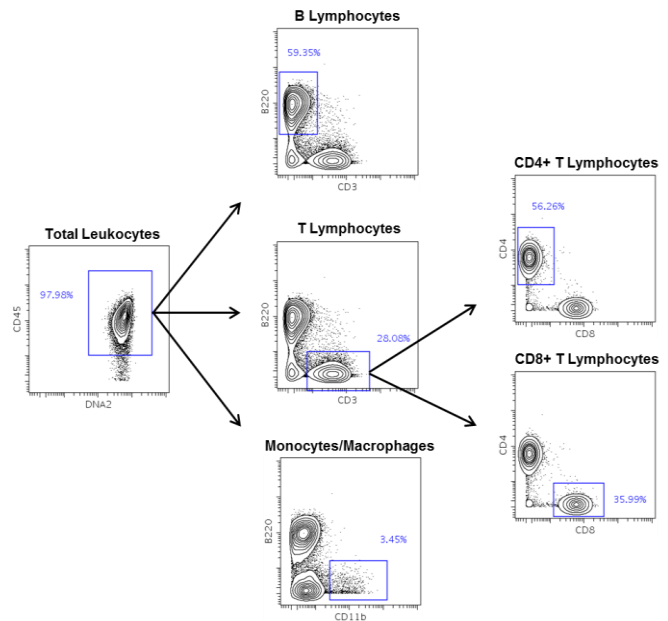 B Lymphocytes
59.35%
B220
CD3
Total Leukocytes
97.98%
CD45
DNA2
T Lymphocytes
28.08%
B220
CD3
Monocytes/Macrophages
3.45%
B220
CD11b
CD4+ T Lymphocytes
56.26%
CD4
CD8
CD8+ T Lymphocytes
35.99%
CD4
CD8